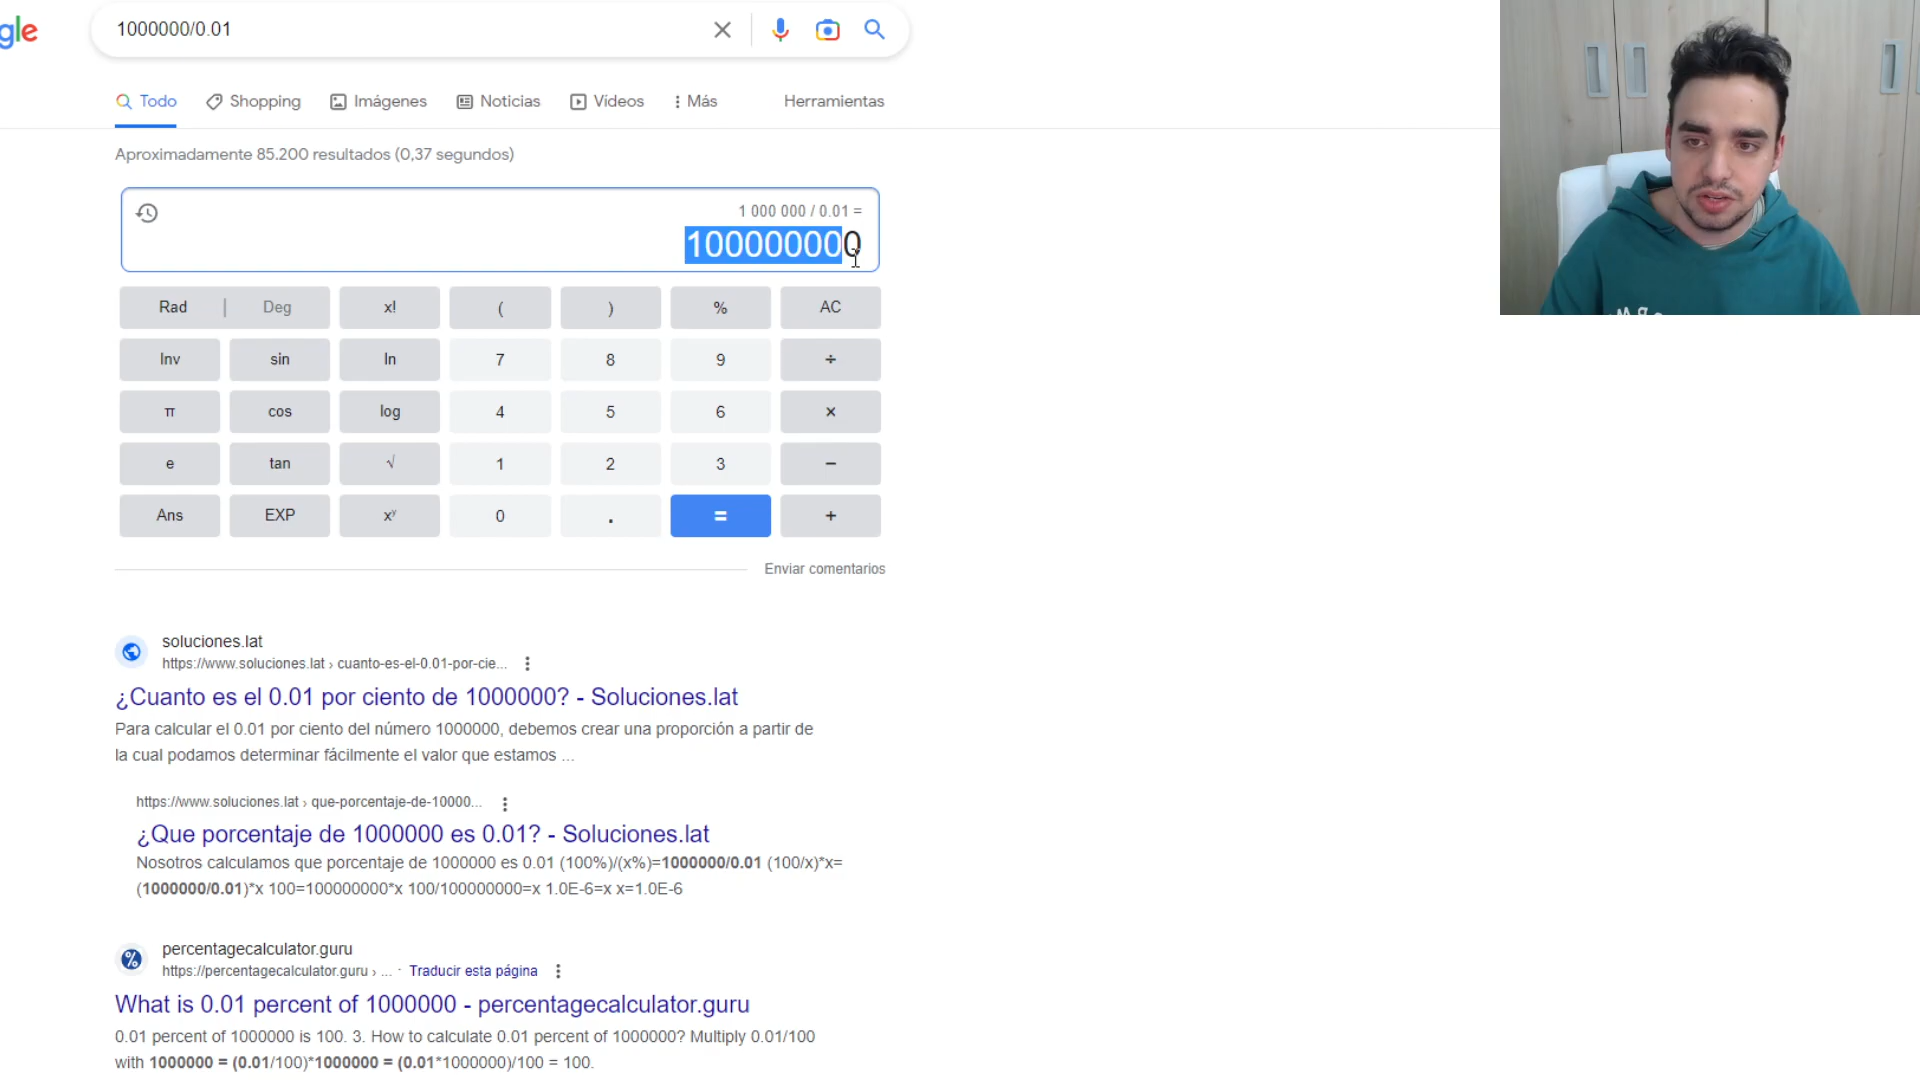 gle
1000000/0.01
Todo
Shopping
Imágenes
Noticias
Videos
Más
Herramientas
Aproximadamente 85.200 resultados (0,37 segundos)
1 000 000 / 0.01 =
100000000
Rad | Deg x! ( ) % AC
Inv sin ln 7 8 9 ÷
π cos log 4 5 6 ×
e tan √ 1 2 3 −
Ans EXP xʸ 0 . = +
Enviar comentarios
soluciones.lat
https://www.soluciones.lat › cuanto-es-el-0.01-por-cie...
¿Cuanto es el 0.01 por ciento de 1000000? - Soluciones.lat
Para calcular el 0.01 por ciento del número 1000000, debemos crear una proporción a partir de
la cual podamos determinar fácilmente el valor que estamos ...
https://www.soluciones.lat › que-porcentaje-de-10000...
¿Que porcentaje de 1000000 es 0.01? - Soluciones.lat
Nosotros calculamos que porcentaje de 1000000 es 0.01 (100%)/(x%)=1000000/0.01 (100/x)*x=
(1000000/0.01)*x 100=100000000*x 100/100000000=x 1.0E-6=x x=1.0E-6
percentagecalculator.guru
https://percentagecalculator.guru › ... · Traducir esta página
What is 0.01 percent of 1000000 - percentagecalculator.guru
0.01 percent of 1000000 is 100. 3. How to calculate 0.01 percent of 1000000? Multiply 0.01/100
with 1000000 = (0.01/100)*1000000 = (0.01*1000000)/100 = 100.